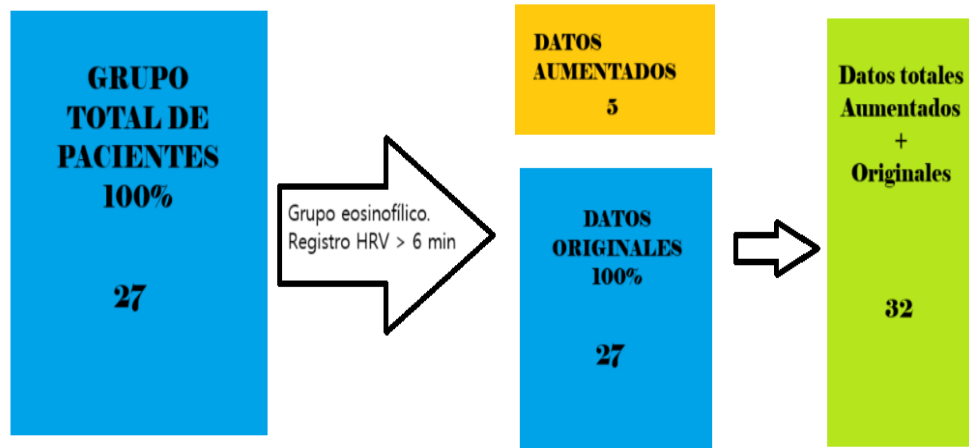 GRUPO
TOTAL DE
PACIENTES
100%
27
Grupo eosinofílico.
Registro HRV > 6 min
DATOS
AUMENTADOS
5
DATOS
ORIGINALES
100%
27
Datos totales
Aumentados
+
Originales
32